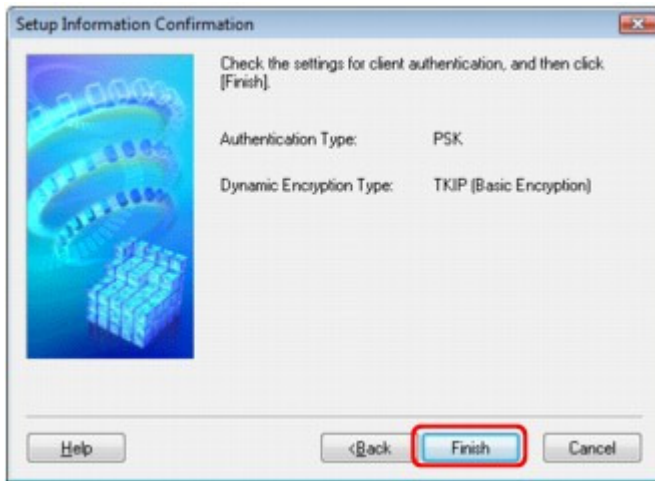 Setup Information Confirmation
Check the settings for client authentication, and then click
[Finish].
Authentication Type: PSK
Dynamic Encryption Type: TKIP (Basic Encryption)
Help <Back Finish Cancel